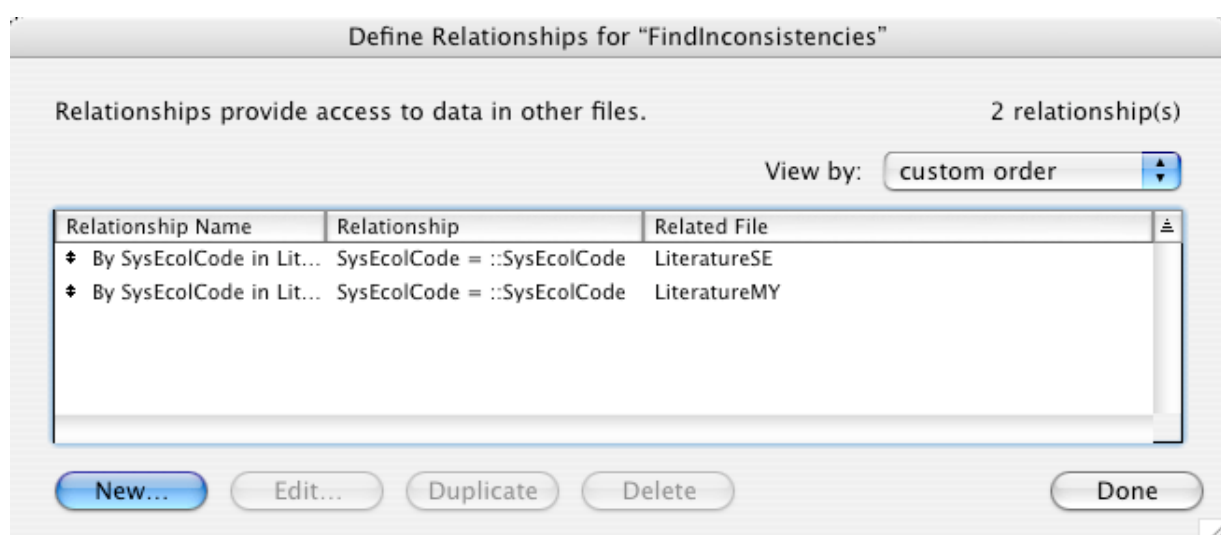 Define Relationships for “FindInconsistencies”
Relationships provide access to data in other files. 2 relationship(s)
View by: custom order
Relationship Name Relationship Related File
By SysEcolCode in Lit... SysEcolCode = ::SysEcolCode LiteratureSE
By SysEcolCode in Lit... SysEcolCode = ::SysEcolCode LiteratureMY
New... Edit... Duplicate Delete Done